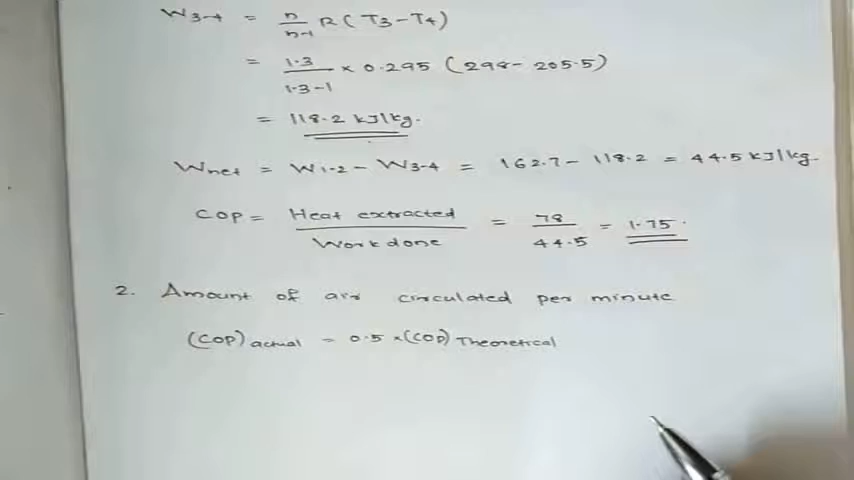 W3-4 = n/n-1 R (T3-T4)
= 1.3/1.3-1 × 0.295 (298-205.5)
= 118.2 kJ/kg.
Wnet = W1-2 - W3-4 = 162.7 - 118.2 = 44.5 kJ/kg.
COP = Heat extracted/Work done = 78/44.5 = 1.75.
2. Amount of air circulated per minute
(COP) actual = 0.5 × (COP) Theoretical